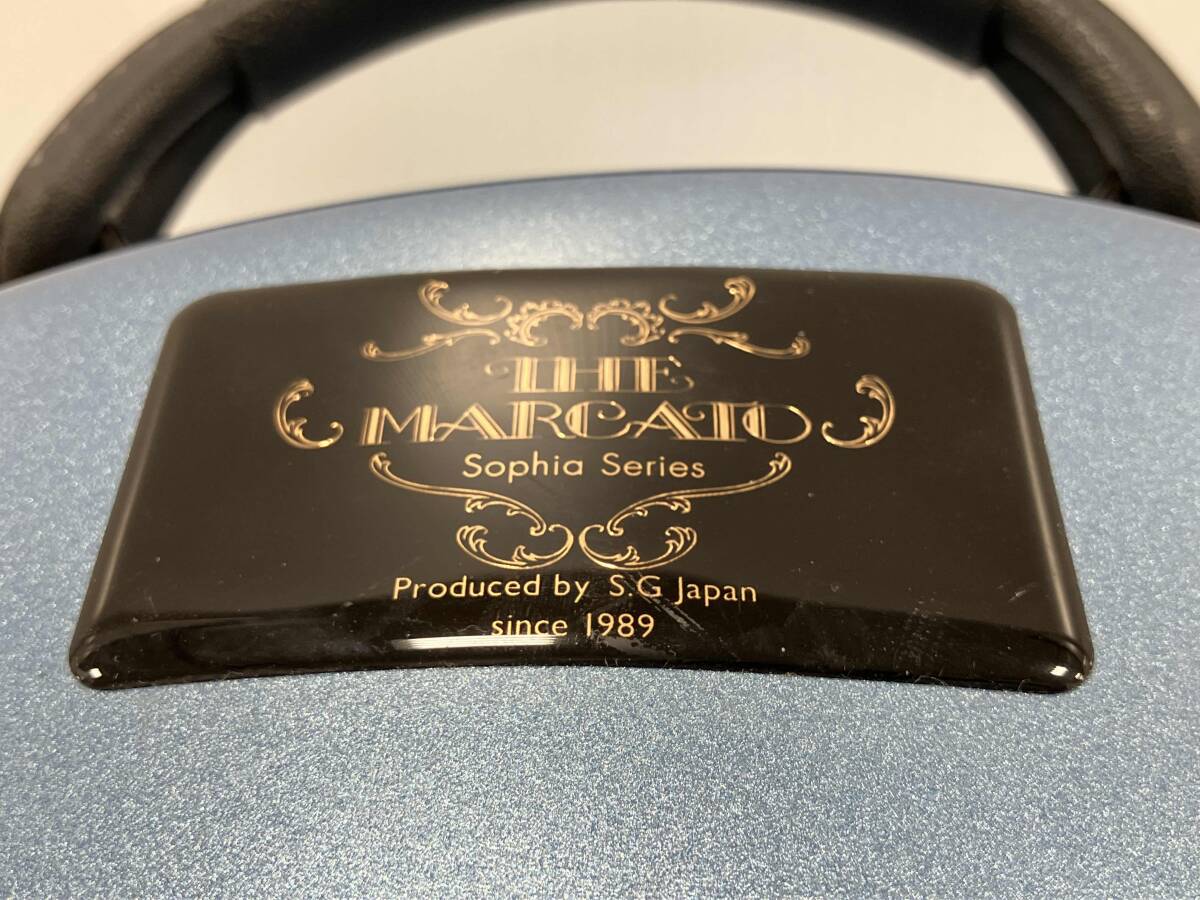 THE
MARCATO
Sophia Series
Produced by S.G Japan
since 1989